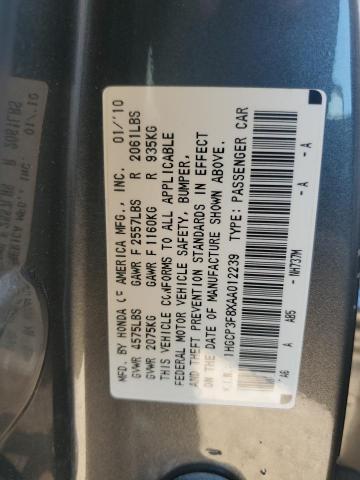 MFD. BY HONDA OF AMERICA MFG., INC. 01/'10
GVWR 4575LBS GAWR F 2557LBS R 2061LBS
GVWR 2075KG GAWR F 1160KG R 935KG
THIS VEHICLE CONFORMS TO ALL APPLICABLE
FEDERAL MOTOR VEHICLE SAFETY, BUMPER,
AND THEFT PREVENTION STANDARDS IN EFFECT
ON THE DATE OF MANUFACTURE SHOWN ABOVE.
V.I.N. 1HGCP3F8XAA012239 TYPE: PASSENGER CAR
A6 A85 - NH737M - A - A